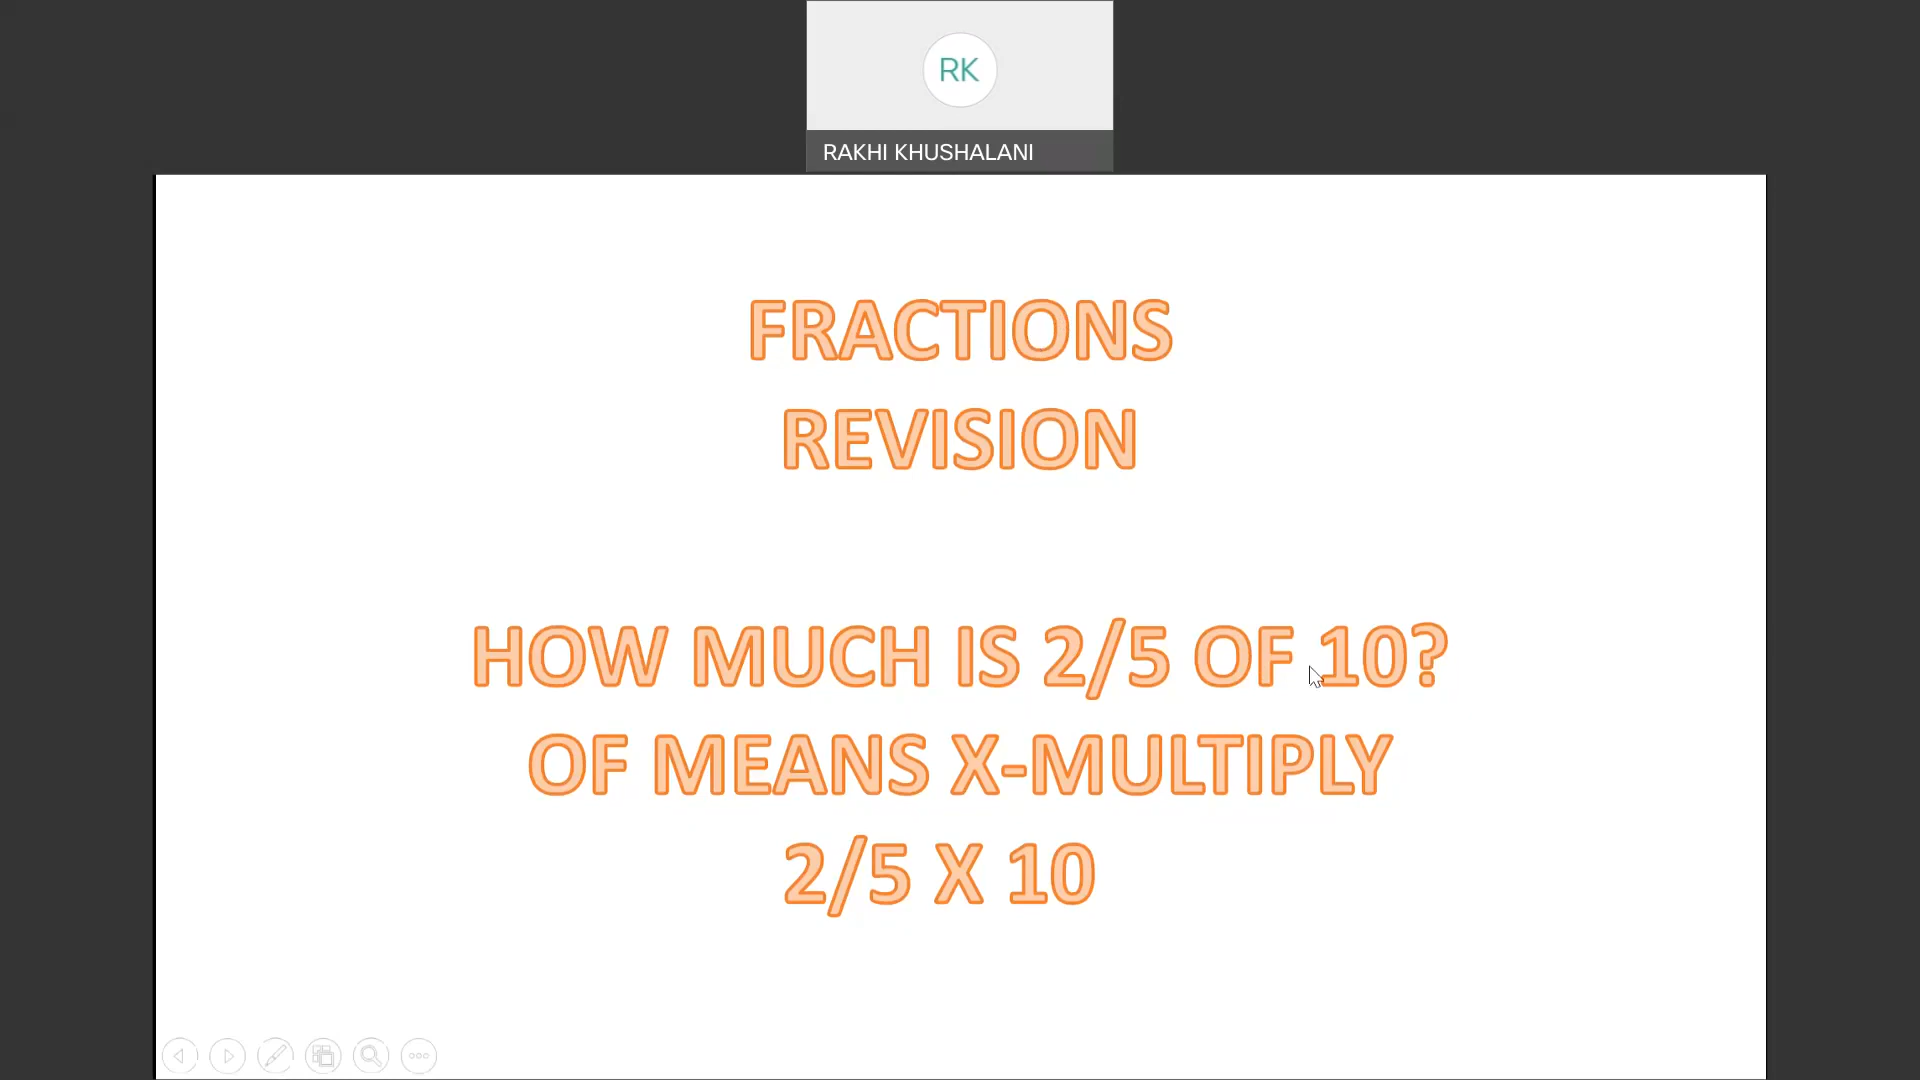 RK
RAKHI KHUSHALANI
FRACTIONS
REVISION
HOW MUCH IS 2/5 OF 10?
OF MEANS X-MULTIPLY
2/5 X 10